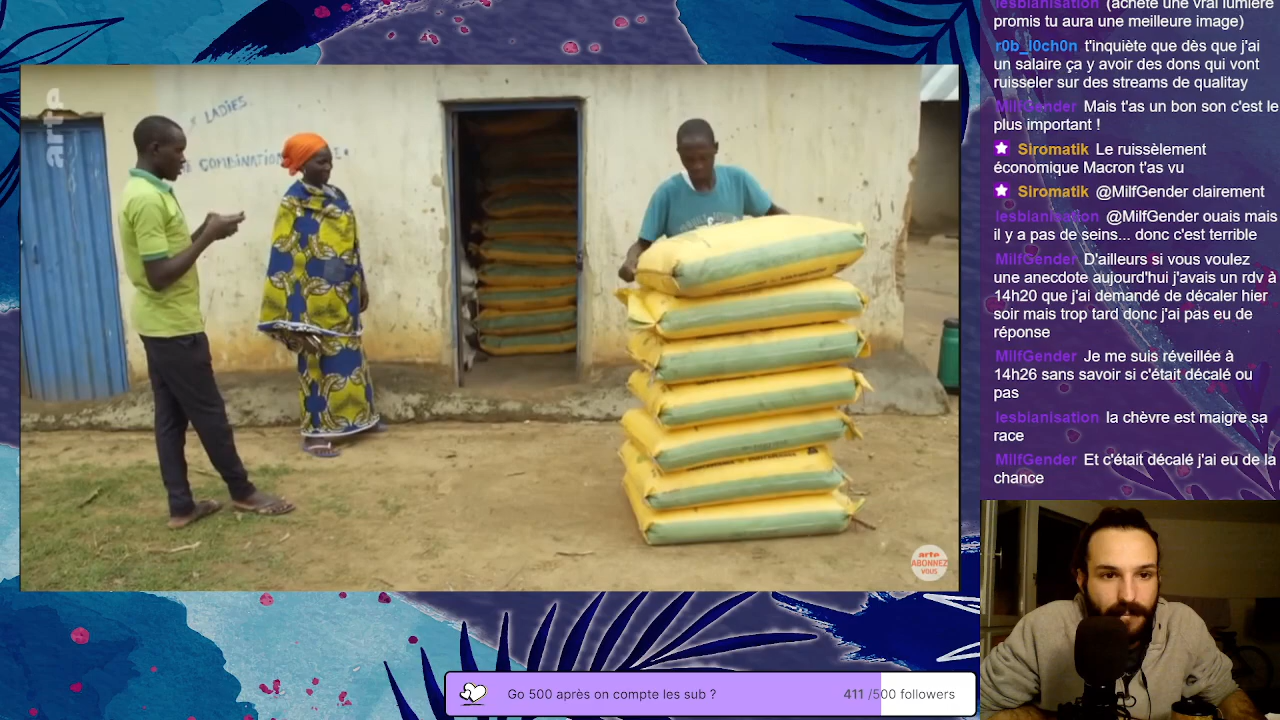 arte
LADIES
COMBINATION
arte
ABONNEZ
VOUS
lesbianisation (achète une vrai lumière
promis tu aura une meilleure image)
r0b_l0ch0n t'inquiète que dès que j'ai
un salaire ça y avoir des dons qui vont
ruisseler sur des streams de qualitay
MilfGender Mais t'as un bon son c'est le
plus important !
Siromatik Le ruissèlement
économique Macron t'as vu
Siromatik @MilfGender clairement
lesbianisation @MilfGender ouais mais
il y a pas de seins... donc c'est terrible
MilfGender D'ailleurs si vous voulez
une anecdote aujourd'hui j'avais un rdv à
14h20 que j'ai demandé de décaler hier
soir mais trop tard donc j'ai pas eu de
réponse
MilfGender Je me suis réveillée à
14h26 sans savoir si c'était décalé ou
pas
lesbianisation la chèvre est maigre sa
race
MilfGender Et c'était décalé j'ai eu de la
chance
Go 500 après on compte les sub ? 411 /500 followers